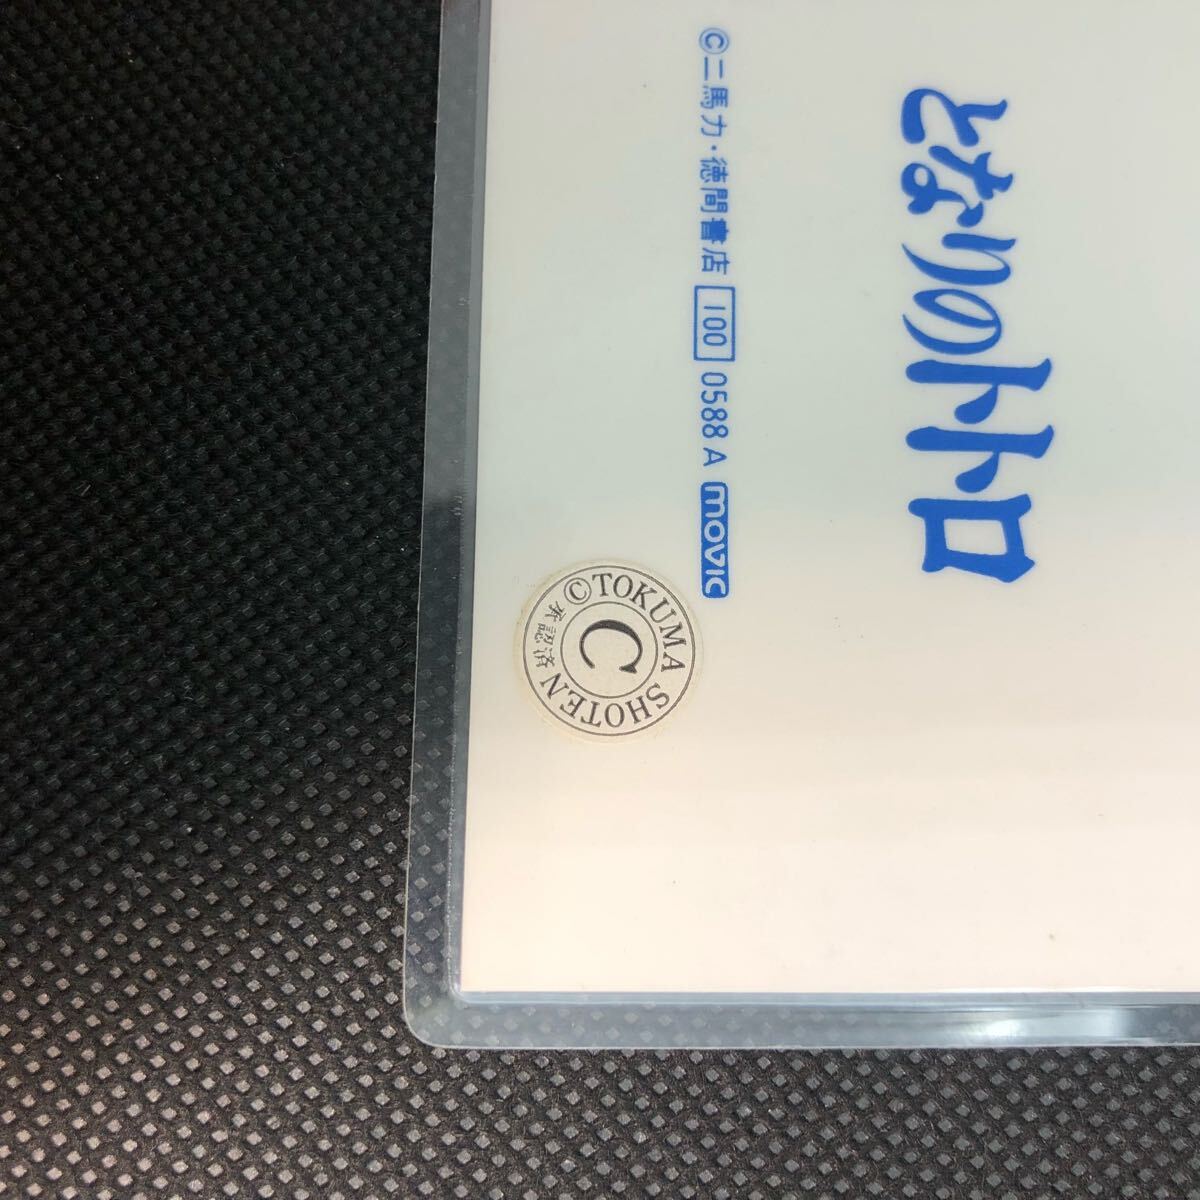 となりのトトロ
©二馬力・徳間書店 100 0588 A movic
©TOKUMA SHOTEN
承認済
C